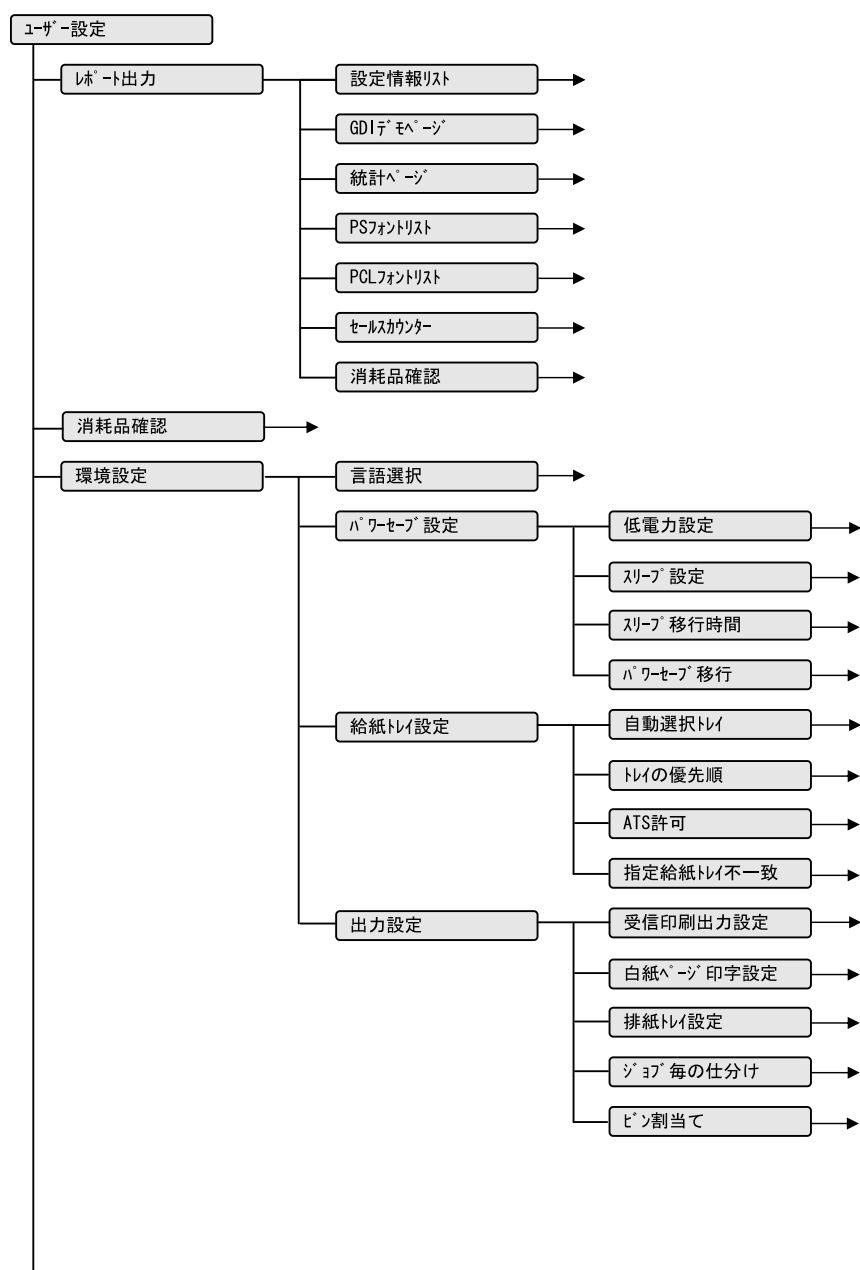 ﾕｰｻﾞｰ設定
ﾚﾎﾟｰﾄ出力
設定情報ﾘｽﾄ
GDIﾃﾞﾓﾍﾟｰｼﾞ
統計ﾍﾟｰｼﾞ
PSﾌｫﾝﾄﾘｽﾄ
PCLﾌｫﾝﾄﾘｽﾄ
ｾｰﾙｽｶｳﾝﾀｰ
消耗品確認
消耗品確認
環境設定
言語選択
ﾊﾟﾜｰｾｰﾌﾞ設定
低電力設定
ｽﾘｰﾌﾟ設定
ｽﾘｰﾌﾟ移行時間
ﾊﾟﾜｰｾｰﾌﾞ移行
給紙ﾄﾚｲ設定
自動選択ﾄﾚｲ
ﾄﾚｲの優先順
ATS許可
指定給紙ﾄﾚｲ不一致
出力設定
受信印刷出力設定
白紙ﾍﾟｰｼﾞ印字設定
排紙ﾄﾚｲ設定
ｼﾞｮﾌﾞ毎の仕分け
ﾋﾞﾝ割当て